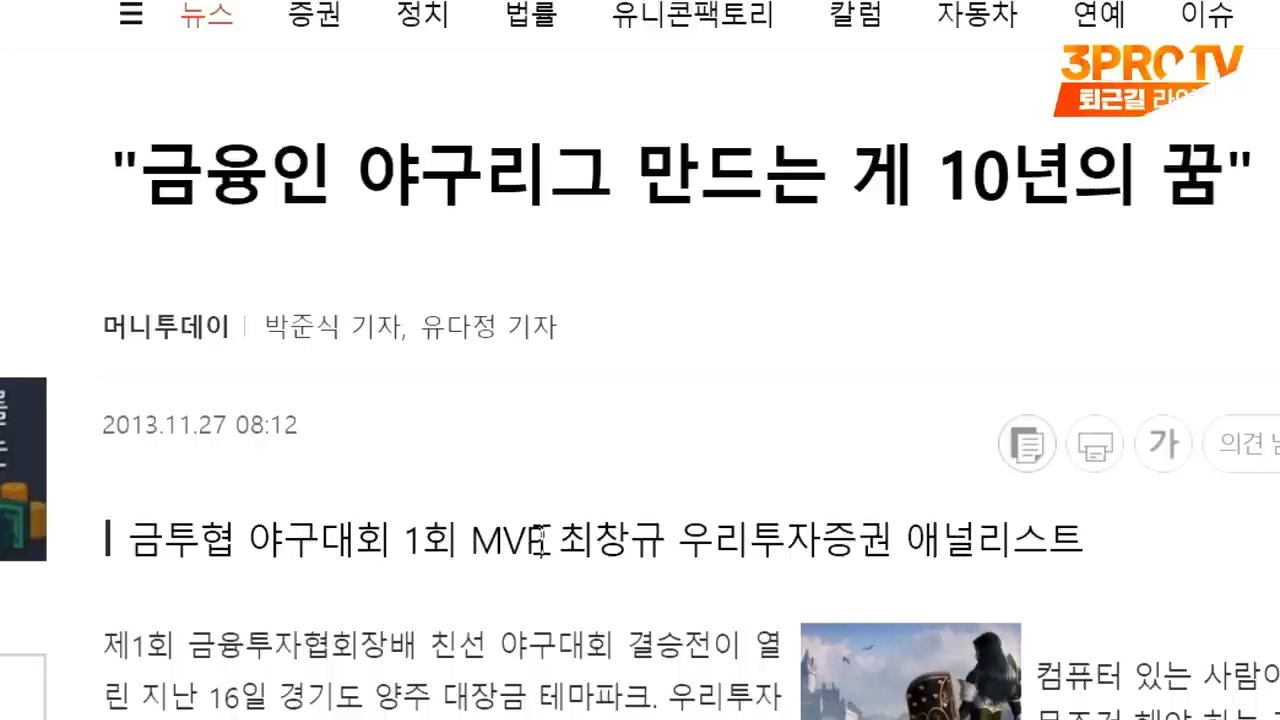 뉴스 증권 정치 법률 유니콘팩토리 칼럼 자동차 연예 이슈
3PRO TV
퇴근길
"금융인 야구리그 만드는 게 10년의 꿈"
머니투데이 박준식 기자, 유다정 기자
2013.11.27 08:12
가 의견
금투협 야구대회 1회 MVP 최창규 우리투자증권 애널리스트
제1회 금융투자협회장배 친선 야구대회 결승전이 열
린 지난 16일 경기도 양주 대장금 테마파크. 우리투자
컴퓨터 있는 사람이